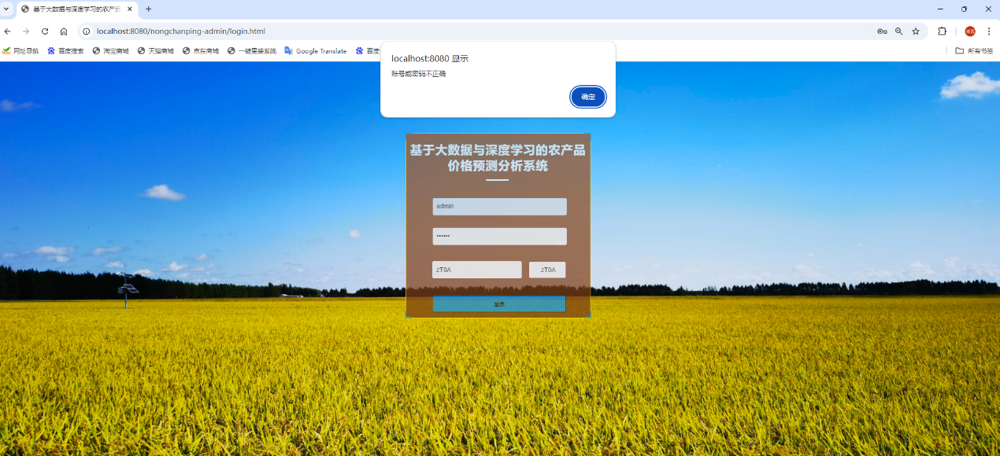 基于大数据与深度学习的农产品
localhost:8080/nongchanping-admin/login.html
网址导航 百度搜索 淘宝商城 天猫商城 京东商城 一键重装系统 Google Translate 百度 所有书签
localhost:8080 显示
账号或密码不正确
确定
基于大数据与深度学习的农产品
价格预测分析系统
admin
••••••
zT0A zT0A
登录